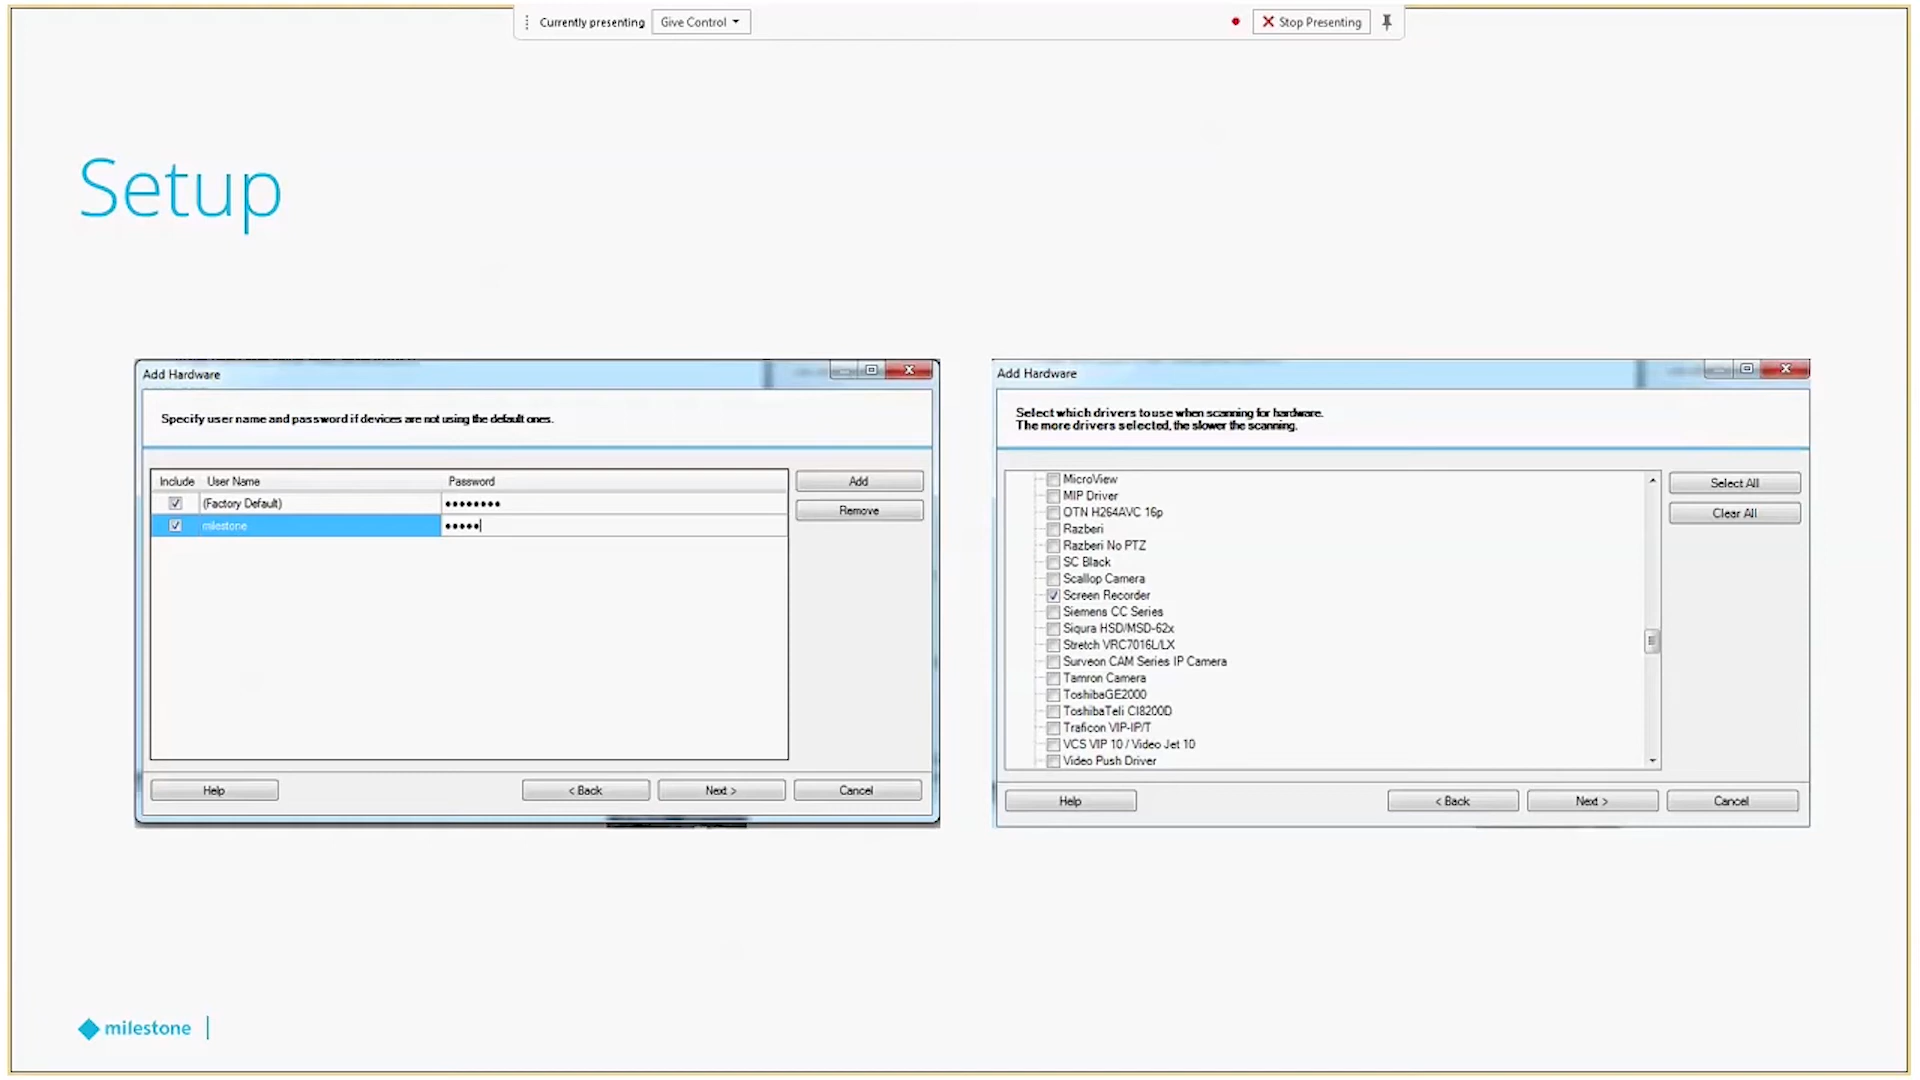 Currently presenting Give Control Stop Presenting
Setup
Add Hardware
Specify user name and password if devices are not using the default ones.
Include User Name Password
(Factory Default) ••••••••
milestone •••••
Add
Remove
Help < Back Next > Cancel
Add Hardware
Select which drivers to use when scanning for hardware.
The more drivers selected, the slower the scanning.
MicroView
MIP Driver
OTN H264AVC 16p
Razberi
Razberi No PTZ
SC Black
Scallop Camera
Screen Recorder
Siemens CC Series
Siqura HSD/MSD-62x
Stretch VRC7016L/LX
Surveon CAM Series IP Camera
Tamron Camera
ToshibaGE2000
ToshibaTeli CI8200D
Traficon VIP-IP/T
VCS VIP 10 / Video Jet 10
Video Push Driver
Select All
Clear All
Help < Back Next > Cancel
milestone